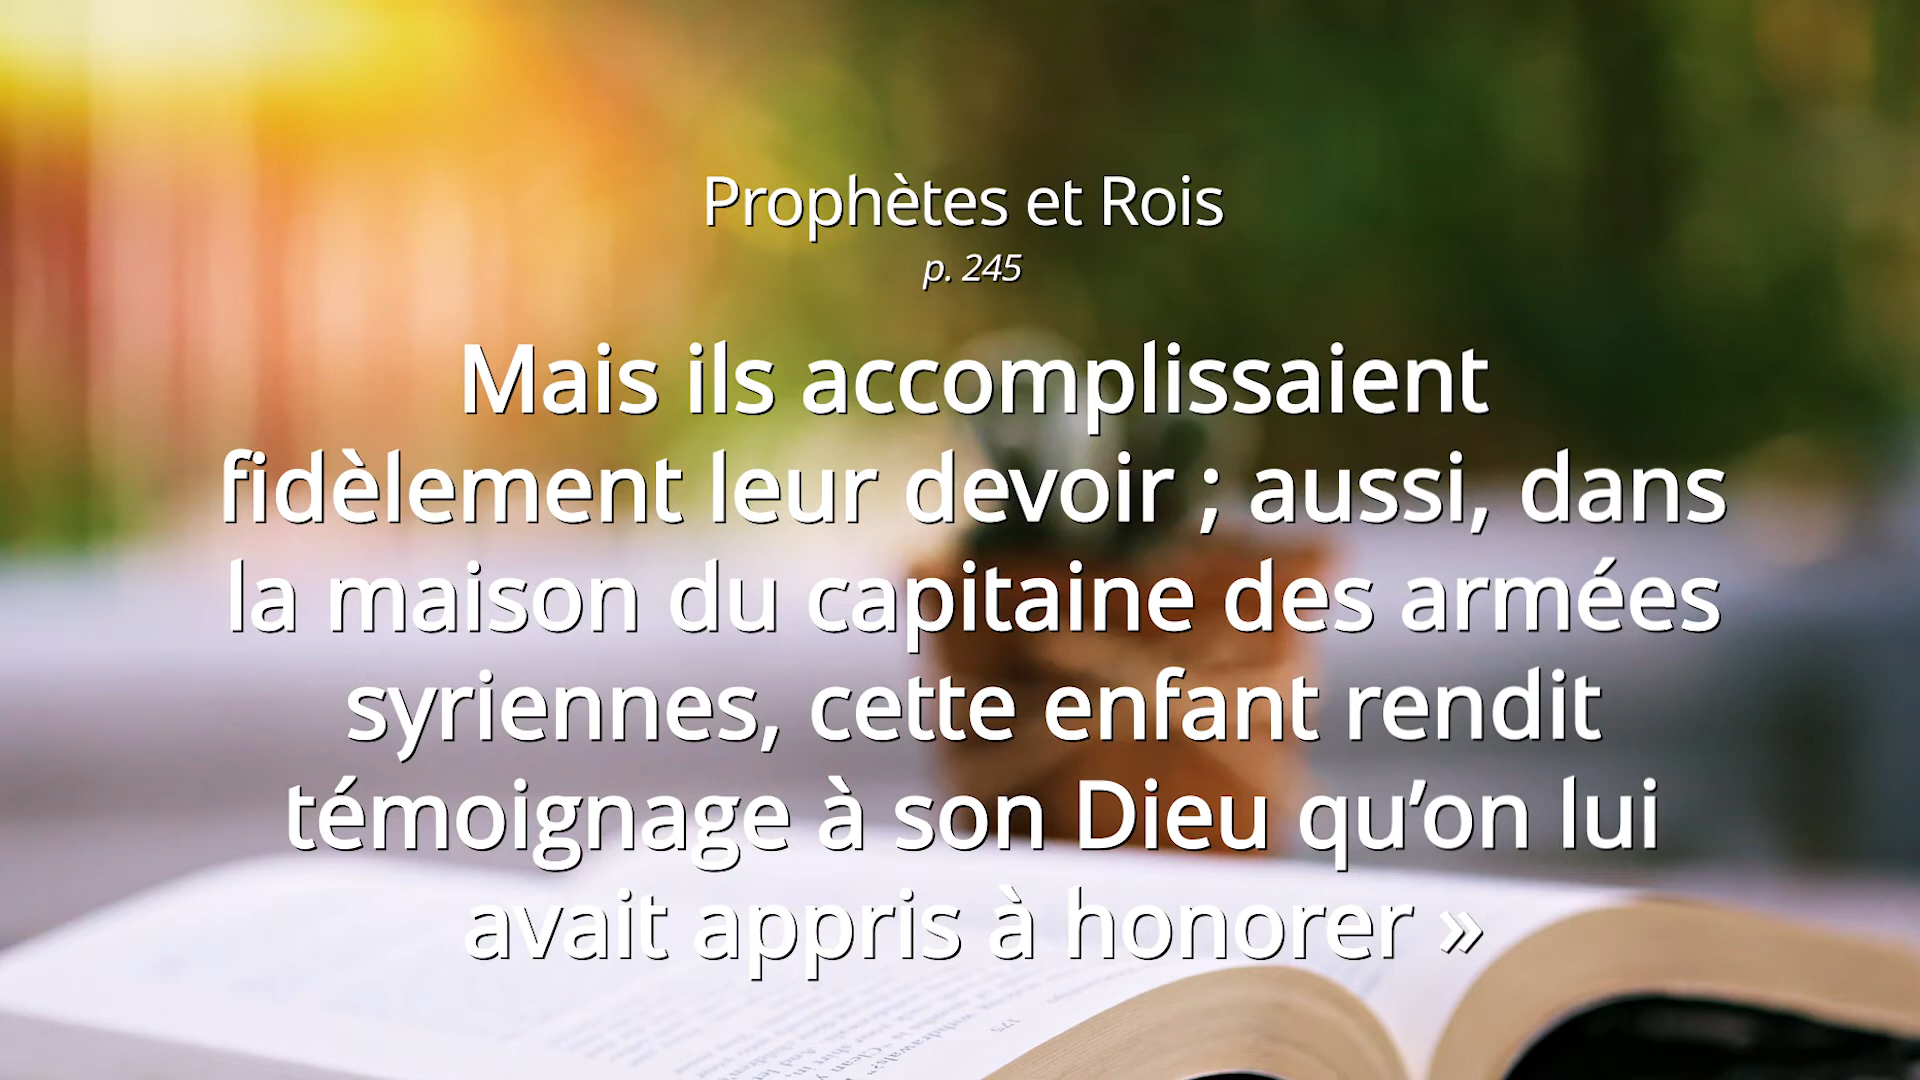 Prophètes et Rois
p. 245
Mais ils accomplissaient
fidèlement leur devoir ; aussi, dans
la maison du capitaine des armées
syriennes, cette enfant rendit
témoignage à son Dieu qu’on lui
avait appris à honorer »
175